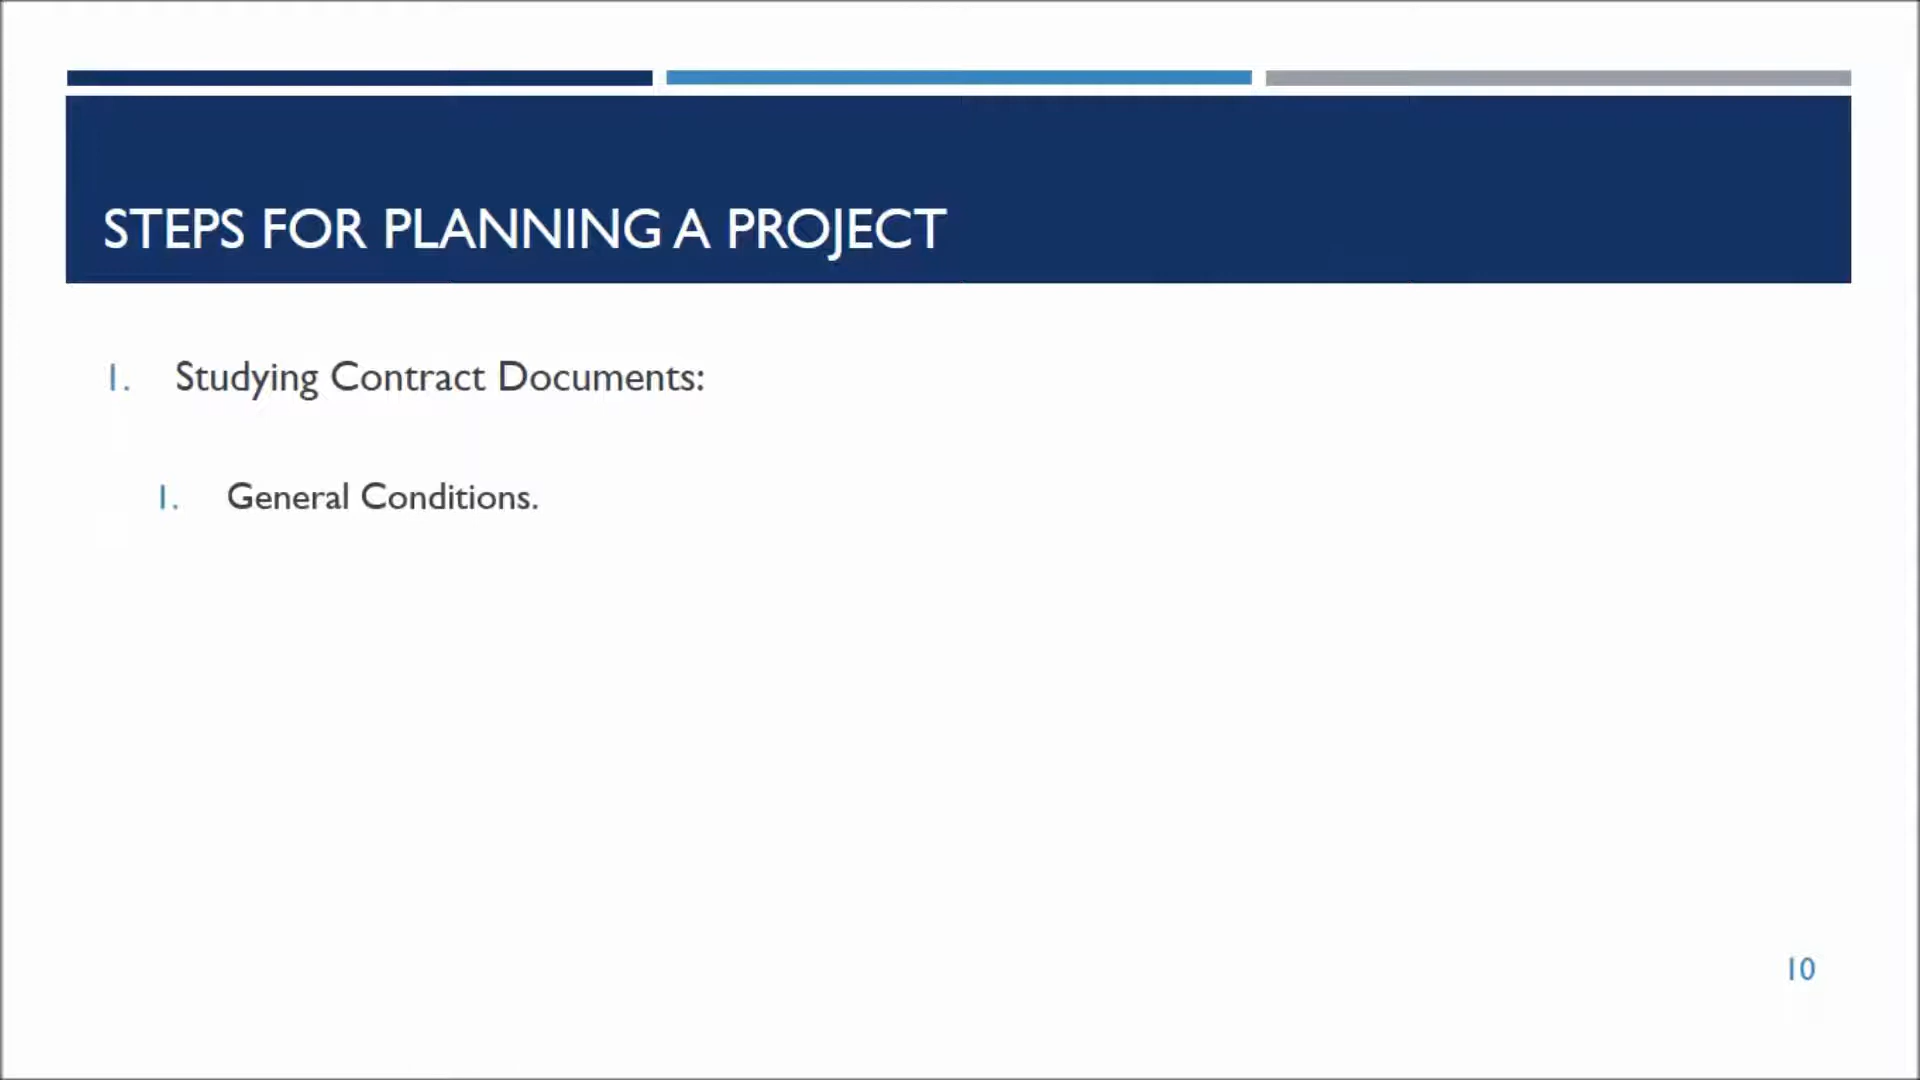 STEPS FOR PLANNING A PROJECT
1. Studying Contract Documents:
1. General Conditions.
10